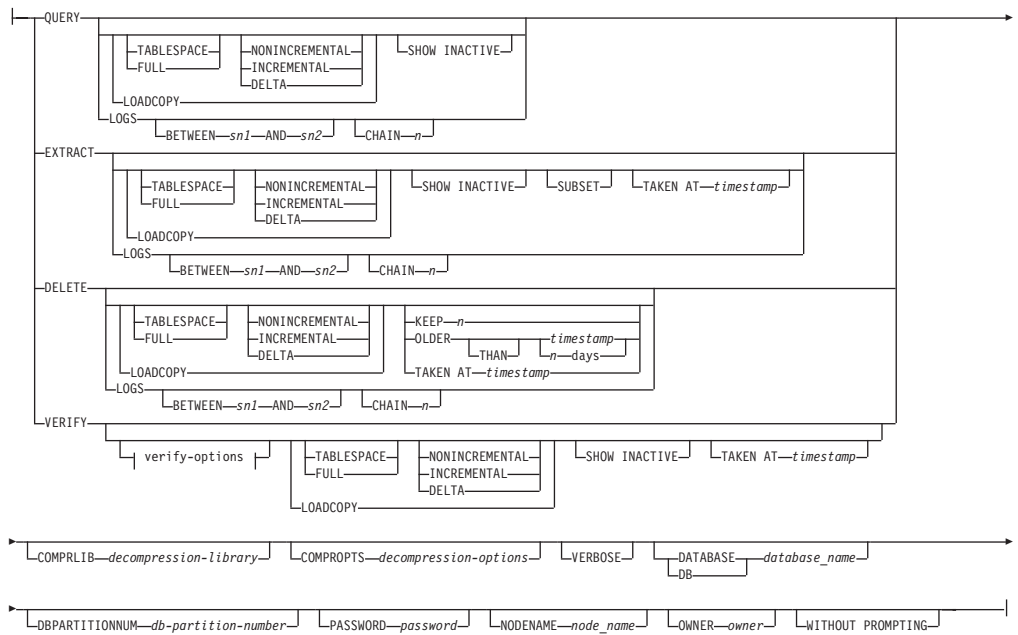 QUERY
TABLESPACE NONINCREMENTAL SHOW INACTIVE
FULL INCREMENTAL
DELTA
LOADCOPY
LOGS
BETWEEN sn1 AND sn2 CHAIN n
EXTRACT
TABLESPACE NONINCREMENTAL SHOW INACTIVE SUBSET TAKEN AT timestamp
FULL INCREMENTAL
DELTA
LOADCOPY
LOGS
BETWEEN sn1 AND sn2 CHAIN n
DELETE
TABLESPACE NONINCREMENTAL KEEP n
FULL INCREMENTAL OLDER timestamp
DELTA THAN n days
LOADCOPY TAKEN AT timestamp
LOGS
BETWEEN sn1 AND sn2 CHAIN n
VERIFY
verify-options TABLESPACE NONINCREMENTAL SHOW INACTIVE TAKEN AT timestamp
FULL INCREMENTAL
DELTA
LOADCOPY
COMPRLIB decompression-library COMPROPTS decompression-options VERBOSE DATABASE database_name
DB
DBPARTITIONNUM db-partition-number PASSWORD password NODENAME node_name OWNER owner WITHOUT PROMPTING